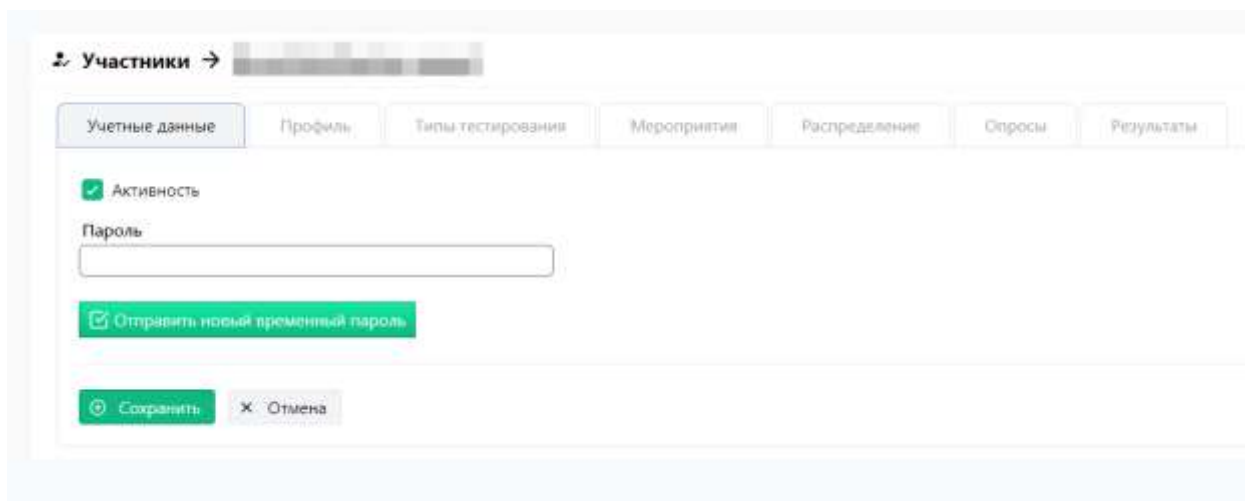 Участники →
Учетные данные Профиль Типы тестирования Мероприятия Распределение Опросы Результаты
Активность
Пароль
Отправить новый временный пароль
Сохранить × Отмена